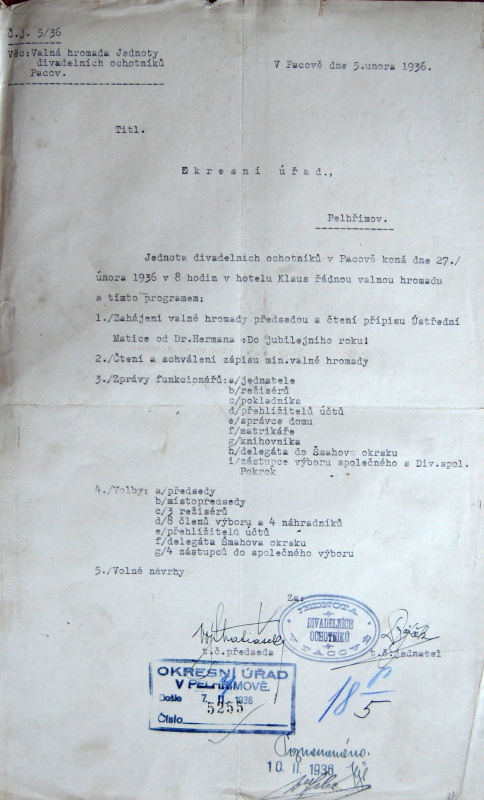 Č.j. 5/36
Věc:Valná hromada Jednoty
divadelních ochotníků
Pacov.
V Pacově dne 5.února 1936.
Titl.
Okresní úřad.,
Pelhřimov.
Jednota divadelních ochotníků v Pacově koná dne 27./
února 1936 v 8 hodin v hotelu Klaus řádnou valnou hromadu
s tímto programem:
1./Zahájení valné hromady předsedou a čtení přípisu Ústřední
Matice od Dr.Hermana :Do jubilejního roku!
2./Čtení a schválení zápisu min.valné hromady
3./Zprávy funkcionářů:a/jednatele
b/režisérů
c/pokladníka
d/přehlížitelů účtů
e/správce domu
f/matrikáře
g/knihovníka
h/delegáta do Šmahova okrsku
i/zástupce výboru společného s Div.spol.
Pokrok
4./Volby: a/předsedy
b/místopředsedy
c/3 režisérů
d/8 členů výboru a 4 náhradníků
e/přehlížitelů účtů
f/delegáta Šmahova okrsku
g/4 zástupců do společného výboru
5./Volné návrhy
Za:
JEDNOTA
DIVADELNÍCH
OCHOTNÍKŮ
V PACOVĚ
t.č.předseda
t.č.jednatel
OKRESNÍ ÚŘAD
V PELHŘIMOVĚ.
Došlo 7. II. 1936
5255
Číslo
18
5
Poznamenáno.
10. II. 1936